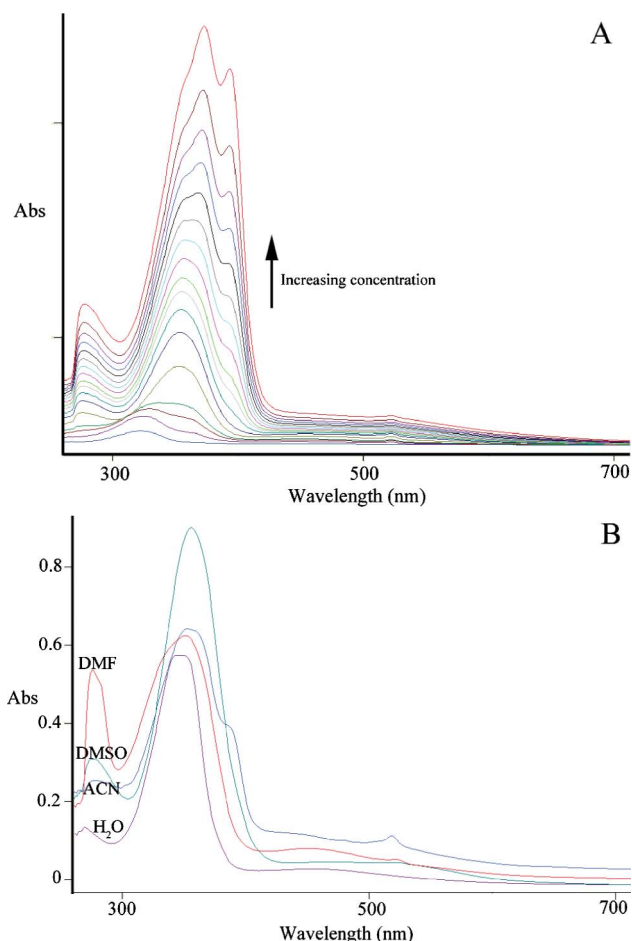 A
Abs
Increasing concentration
300
500
700
Wavelength (nm)
B
0.8
0.6
DMF
Abs
0.4
DMSO
ACN
0.2
H₂O
0
300
500
700
Wavelength (nm)